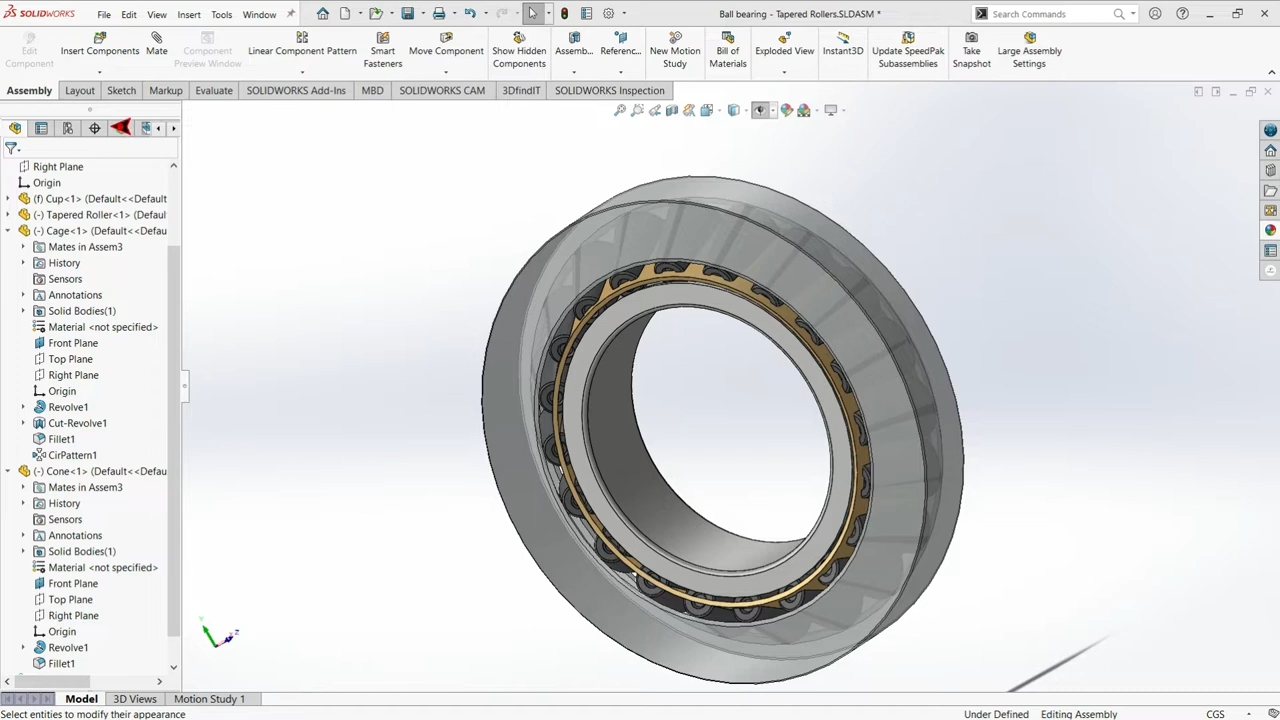 SOLIDWORKS
File Edit View Insert Tools Window
Ball bearing - Tapered Rollers.SLDASM *
Search Commands
Edit Component
Insert Components
Mate
Component Preview Window
Linear Component Pattern
Smart Fasteners
Move Component
Show Hidden Components
Assemb...
Referenc...
New Motion Study
Bill of Materials
Exploded View
Instant3D
Update SpeedPak Subassemblies
Take Snapshot
Large Assembly Settings
Assembly Layout Sketch Markup Evaluate SOLIDWORKS Add-Ins MBD SOLIDWORKS CAM 3DfindIT SOLIDWORKS Inspection
Right Plane
Origin
(f) Cup<1> (Default<<Default
(-) Tapered Roller<1> (Defaul
(-) Cage<1> (Default<<Defau
Mates in Assem3
History
Sensors
Annotations
Solid Bodies(1)
Material <not specified>
Front Plane
Top Plane
Right Plane
Origin
Revolve1
Cut-Revolve1
Fillet1
CirPattern1
(-) Cone<1> (Default<<Defau
Mates in Assem3
History
Sensors
Annotations
Solid Bodies(1)
Material <not specified>
Front Plane
Top Plane
Right Plane
Origin
Revolve1
Fillet1
Model 3D Views Motion Study 1
Select entities to modify their appearance
Under Defined Editing Assembly CGS